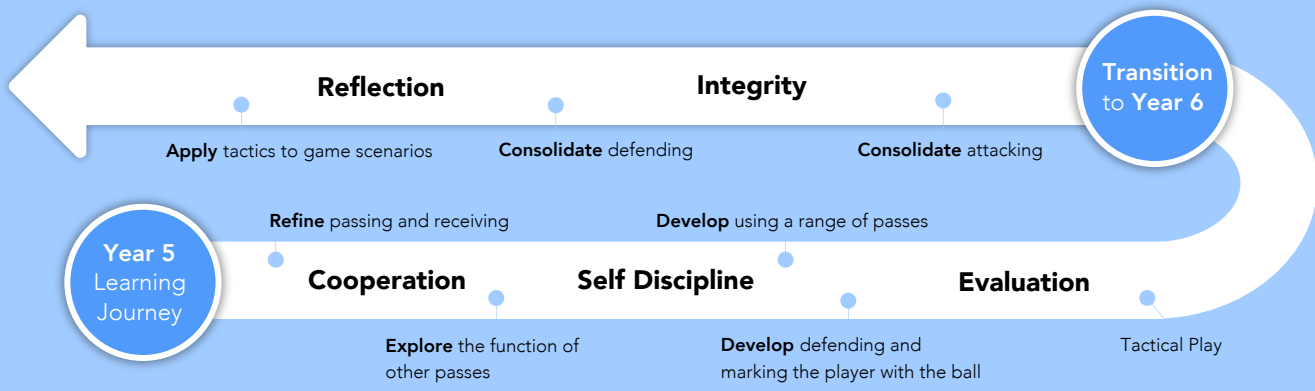 Reflection
Integrity
Transition
to Year 6
Apply tactics to game scenarios
Consolidate defending
Consolidate attacking
Refine passing and receiving
Develop using a range of passes
Year 5
Learning
Journey
Cooperation
Self Discipline
Evaluation
Explore the function of
other passes
Develop defending and
marking the player with the ball
Tactical Play